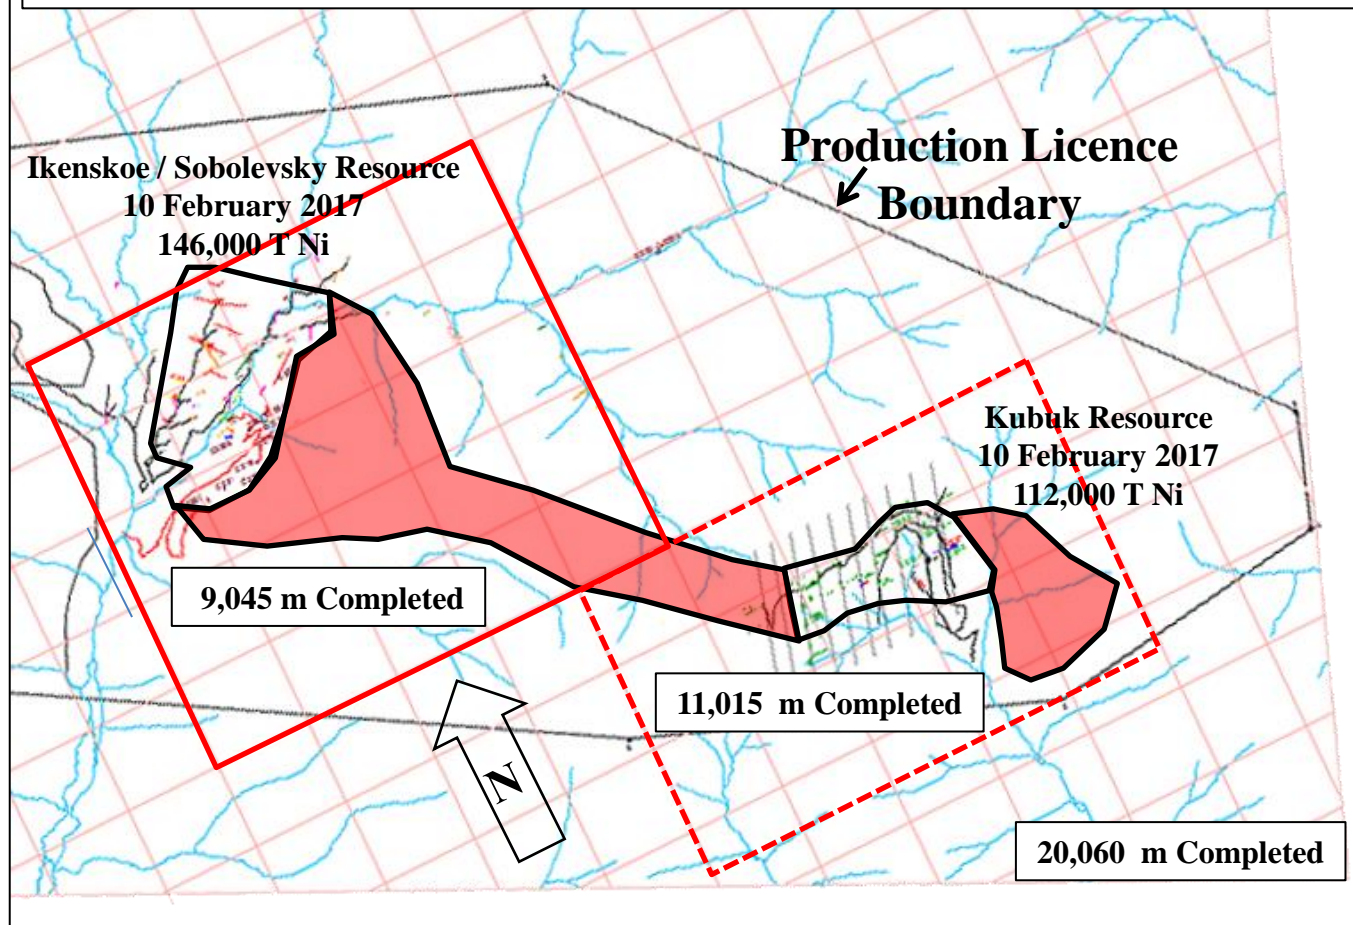 Production Licence
Boundary
Ikenskoe / Sobolevsky Resource
10 February 2017
146,000 T Ni
Kubuk Resource
10 February 2017
112,000 T Ni
9,045 m Completed
11,015 m Completed
N
20,060 m Completed